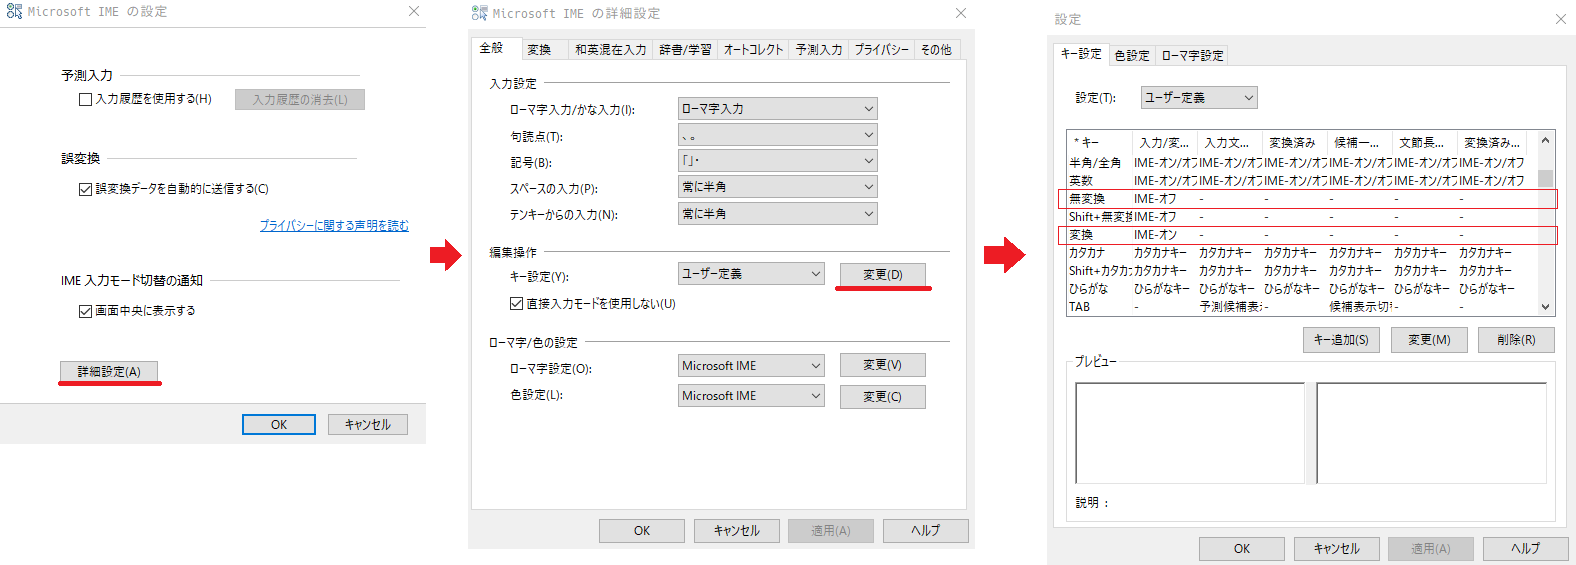 Microsoft IME の設定
予測入力
入力履歴を使用する(H)
入力履歴の消去(L)
誤変換
誤変換データを自動的に送信する(C)
プライバシーに関する声明を読む
IME 入力モード切替の通知
画面中央に表示する
詳細設定(A)
OK
キャンセル
Microsoft IME の詳細設定
全般 変換 和英混在入力 辞書/学習 オートコレクト 予測入力 プライバシー その他
入力設定
ローマ字入力/かな入力(I): ローマ字入力
句読点(T): 、。
記号(B): 「」・
スペースの入力(P): 常に半角
テンキーからの入力(N): 常に半角
編集操作
キー設定(Y): ユーザー定義 変更(D)
直接入力モードを使用しない(U)
ローマ字/色の設定
ローマ字設定(O): Microsoft IME 変更(V)
色設定(L): Microsoft IME 変更(C)
OK キャンセル 適用(A) ヘルプ
設定
キー設定 色設定 ローマ字設定
設定(T): ユーザー定義
* キー 入力/変... 入力文... 変換済み 候補一... 文節長... 変換済み...
半角/全角 IME-オン/オフ IME-オン/オフ IME-オン/オフ IME-オン/オフ IME-オン/オフ IME-オン/オフ
英数 IME-オン/オフ IME-オン/オフ IME-オン/オフ IME-オン/オフ IME-オン/オフ IME-オン/オフ
無変換 IME-オフ - - - - -
Shift+無変換 IME-オフ - - - - -
変換 IME-オン - - - - -
カタカナ カタカナキー カタカナキー カタカナキー カタカナキー カタカナキー カタカナキー
Shift+カタカナ カタカナキー カタカナキー カタカナキー カタカナキー カタカナキー カタカナキー
ひらがな ひらがなキー ひらがなキー ひらがなキー ひらがなキー ひらがなキー ひらがなキー
TAB - 予測候補表示 - 候補表示切替 - -
キー追加(S) 変更(M) 削除(R)
プレビュー
説明 :
OK キャンセル 適用(A) ヘルプ